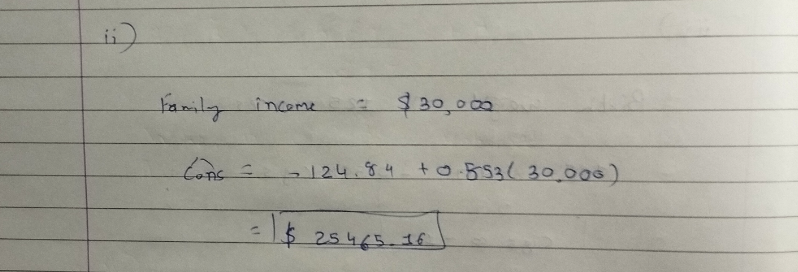 ii)
Family income = $30,000
Cons = -124.84 + 0.853(30,000)
= $ 25465.16